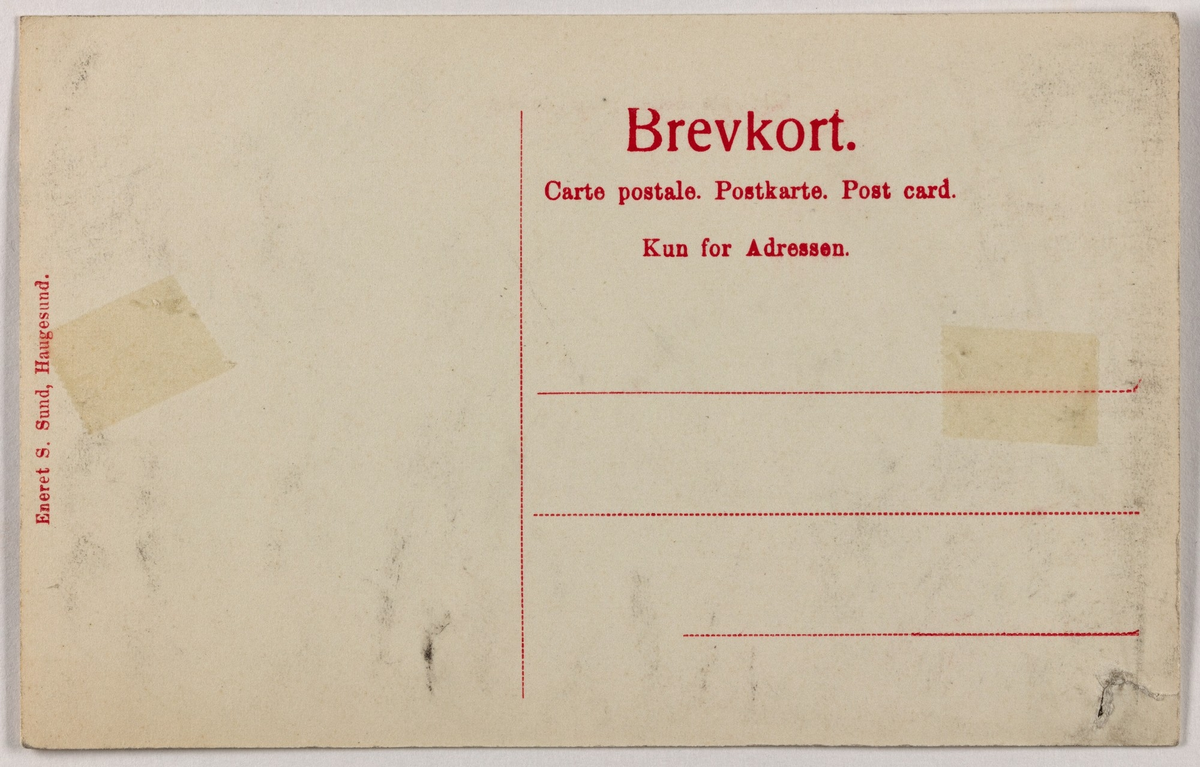 Brevkort.
Carte postale. Postkarte. Post card.
Kun for Adressen.
Eneret S. Sund, Haugesund.